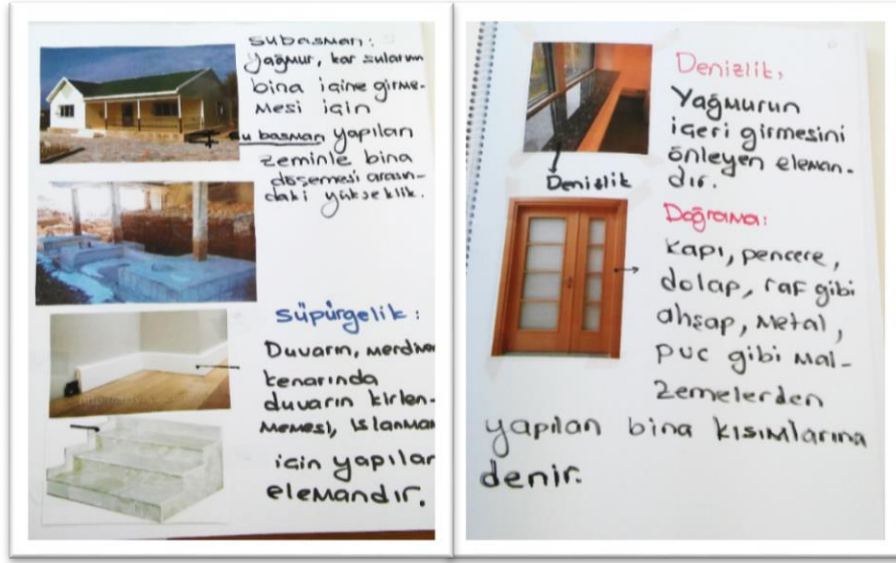 subasman:
yağmur, kar sularının
bina içine girme-
mesi için
su basman yapılan
zeminle bina
döşemesi arasın-
daki yükseklik.
süpürgelik:
Duvarın, merdiven
kenarında
duvarın kirlen-
memesi, ıslanma
için yapılan
elemandır.
Denizlik,
Yağmurun
içeri girmesini
önleyen eleman-
dır.
Denizlik
Doğrama:
kapı, pencere,
dolap, raf gibi
ahşap, metal,
pvc gibi mal-
zemelerden
yapılan bina kısımlarına
denir.